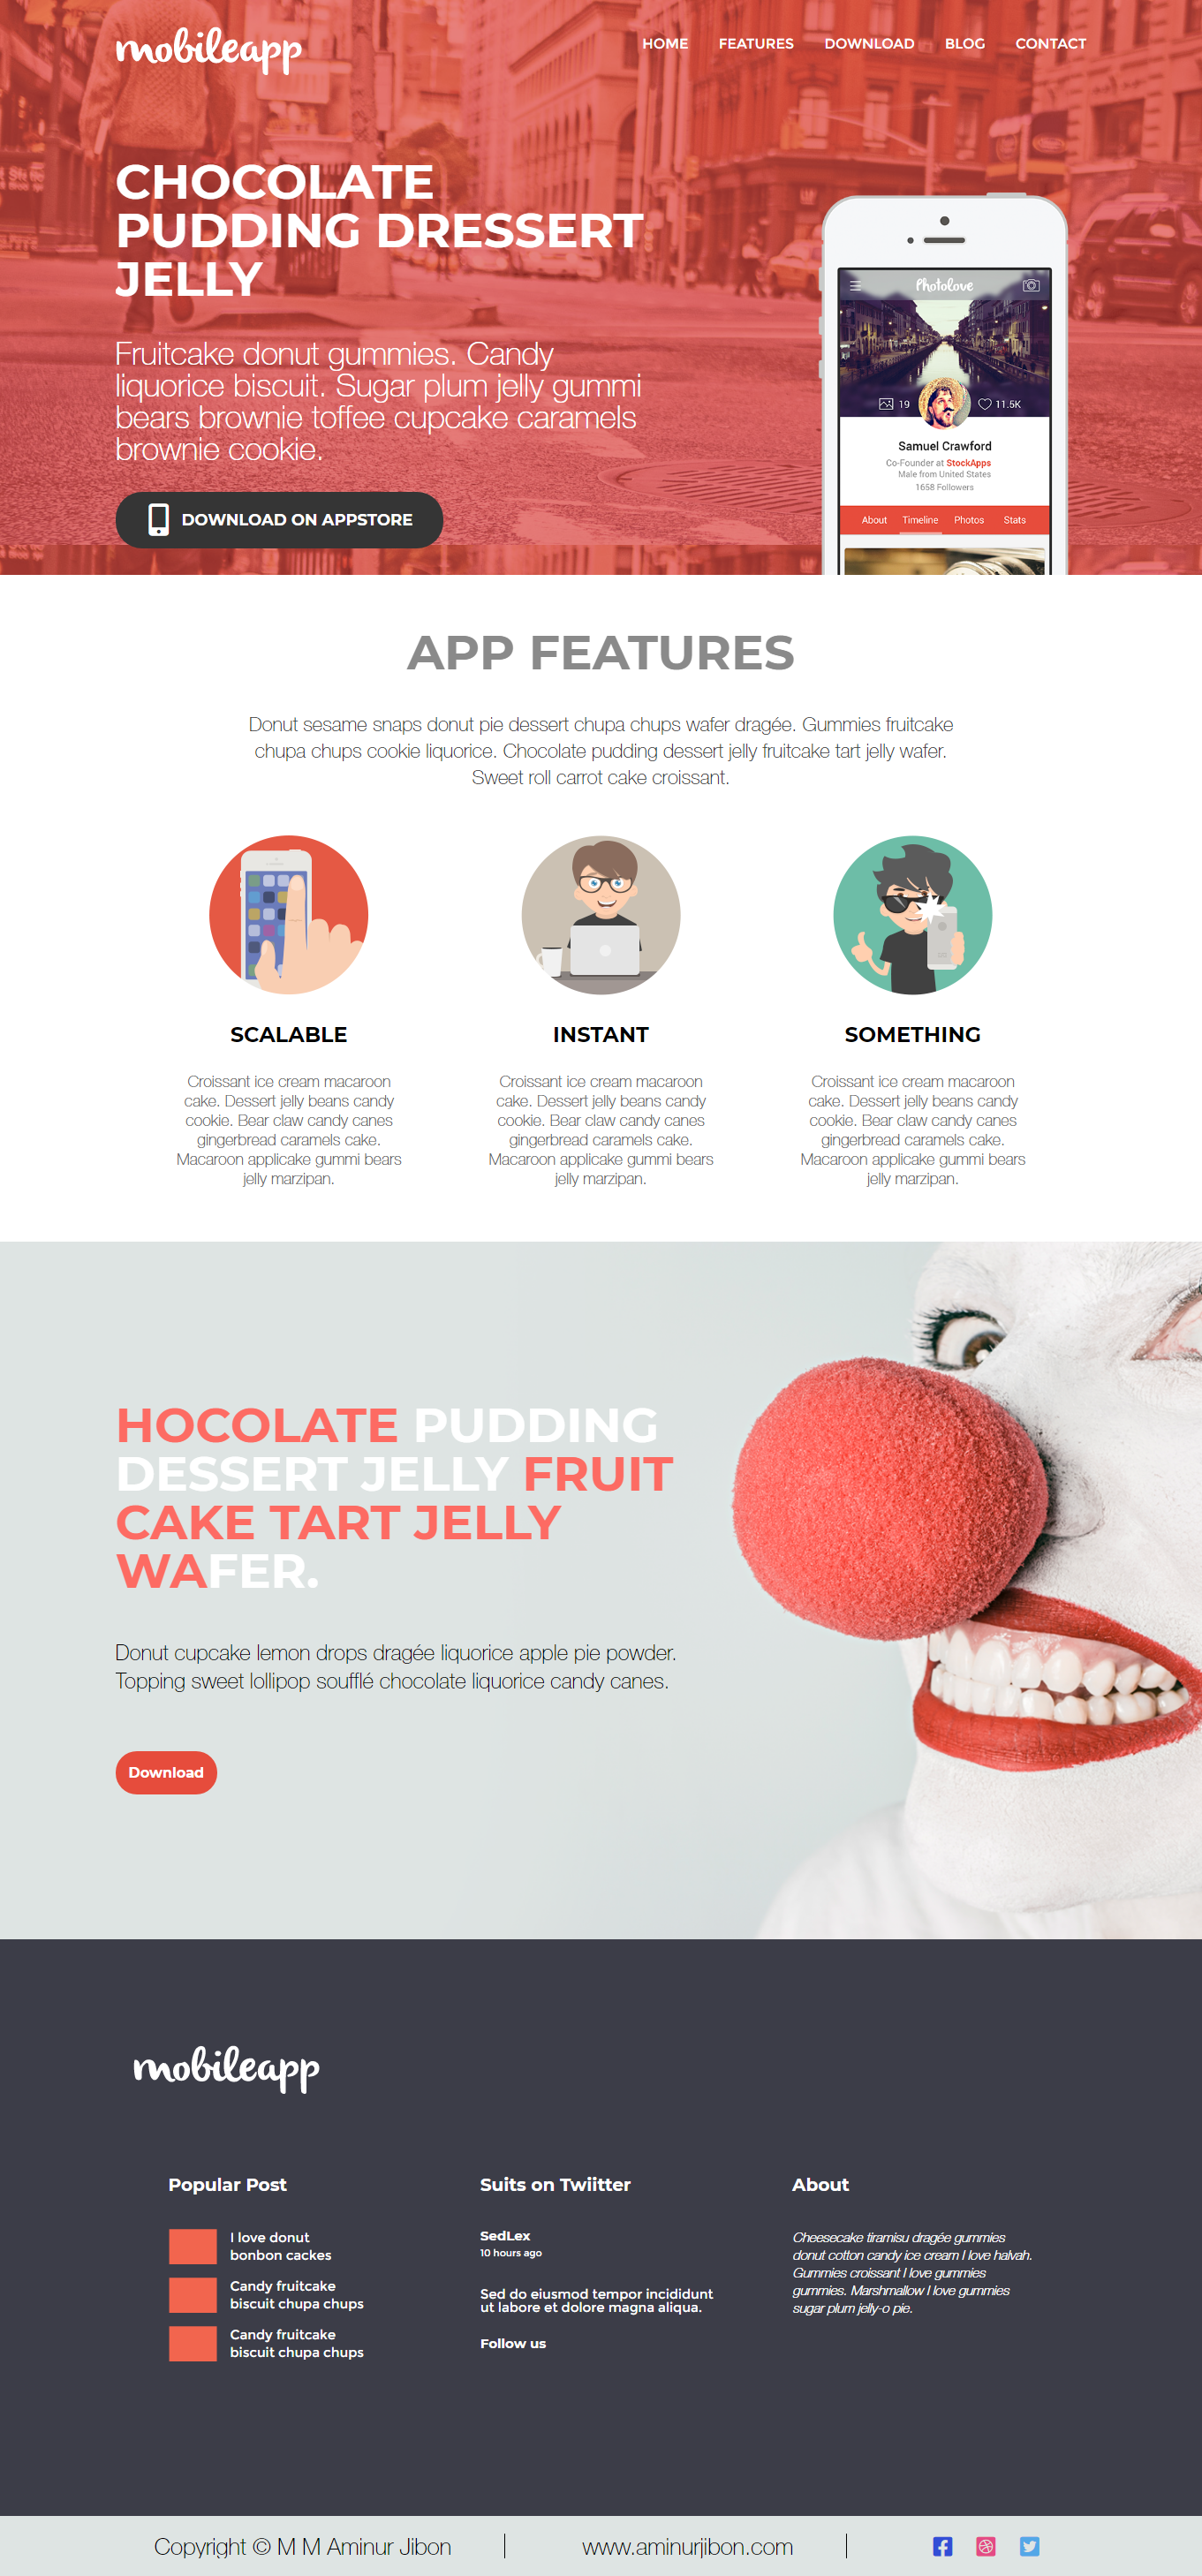 mobileapp
HOME FEATURES DOWNLOAD BLOG CONTACT
CHOCOLATE
PUDDING DRESSERT
JELLY
Fruitcake donut gummies. Candy
liquorice biscuit. Sugar plum jelly gummi
bears brownie toffee cupcake caramels
brownie cookie.
DOWNLOAD ON APPSTORE
Photolove
19
11.5K
Samuel Crawford
Co-Founder at StockApps
Male from United States
1658 Followers
About Timeline Photos Stats
APP FEATURES
Donut sesame snaps donut pie dessert chupa chups wafer dragée. Gummies fruitcake
chupa chups cookie liquorice. Chocolate pudding dessert jelly fruitcake tart jelly wafer.
Sweet roll carrot cake croissant.
SCALABLE
Croissant ice cream macaroon
cake. Dessert jelly beans candy
cookie. Bear claw candy canes
gingerbread caramels cake.
Macaroon applicake gummi bears
jelly marzipan.
INSTANT
Croissant ice cream macaroon
cake. Dessert jelly beans candy
cookie. Bear claw candy canes
gingerbread caramels cake.
Macaroon applicake gummi bears
jelly marzipan.
SOMETHING
Croissant ice cream macaroon
cake. Dessert jelly beans candy
cookie. Bear claw candy canes
gingerbread caramels cake.
Macaroon applicake gummi bears
jelly marzipan.
HOCOLATE PUDDING
DESSERT JELLY FRUIT
CAKE TART JELLY
WAFER.
Donut cupcake lemon drops dragée liquorice apple pie powder.
Topping sweet lollipop soufflé chocolate liquorice candy canes.
Download
mobileapp
Popular Post
I love donut
bonbon cackes
Candy fruitcake
biscuit chupa chups
Candy fruitcake
biscuit chupa chups
Suits on Twiitter
SedLex
10 hours ago
Sed do eiusmod tempor incididunt
ut labore et dolore magna aliqua.
Follow us
About
Cheesecake tiramisu dragée gummies
donut cotton candy ice cream I love halvah.
Gummies croissant I love gummies
gummies. Marshmallow I love gummies
sugar plum jelly-o pie.
Copyright © M M Aminur Jibon
www.aminurjibon.com